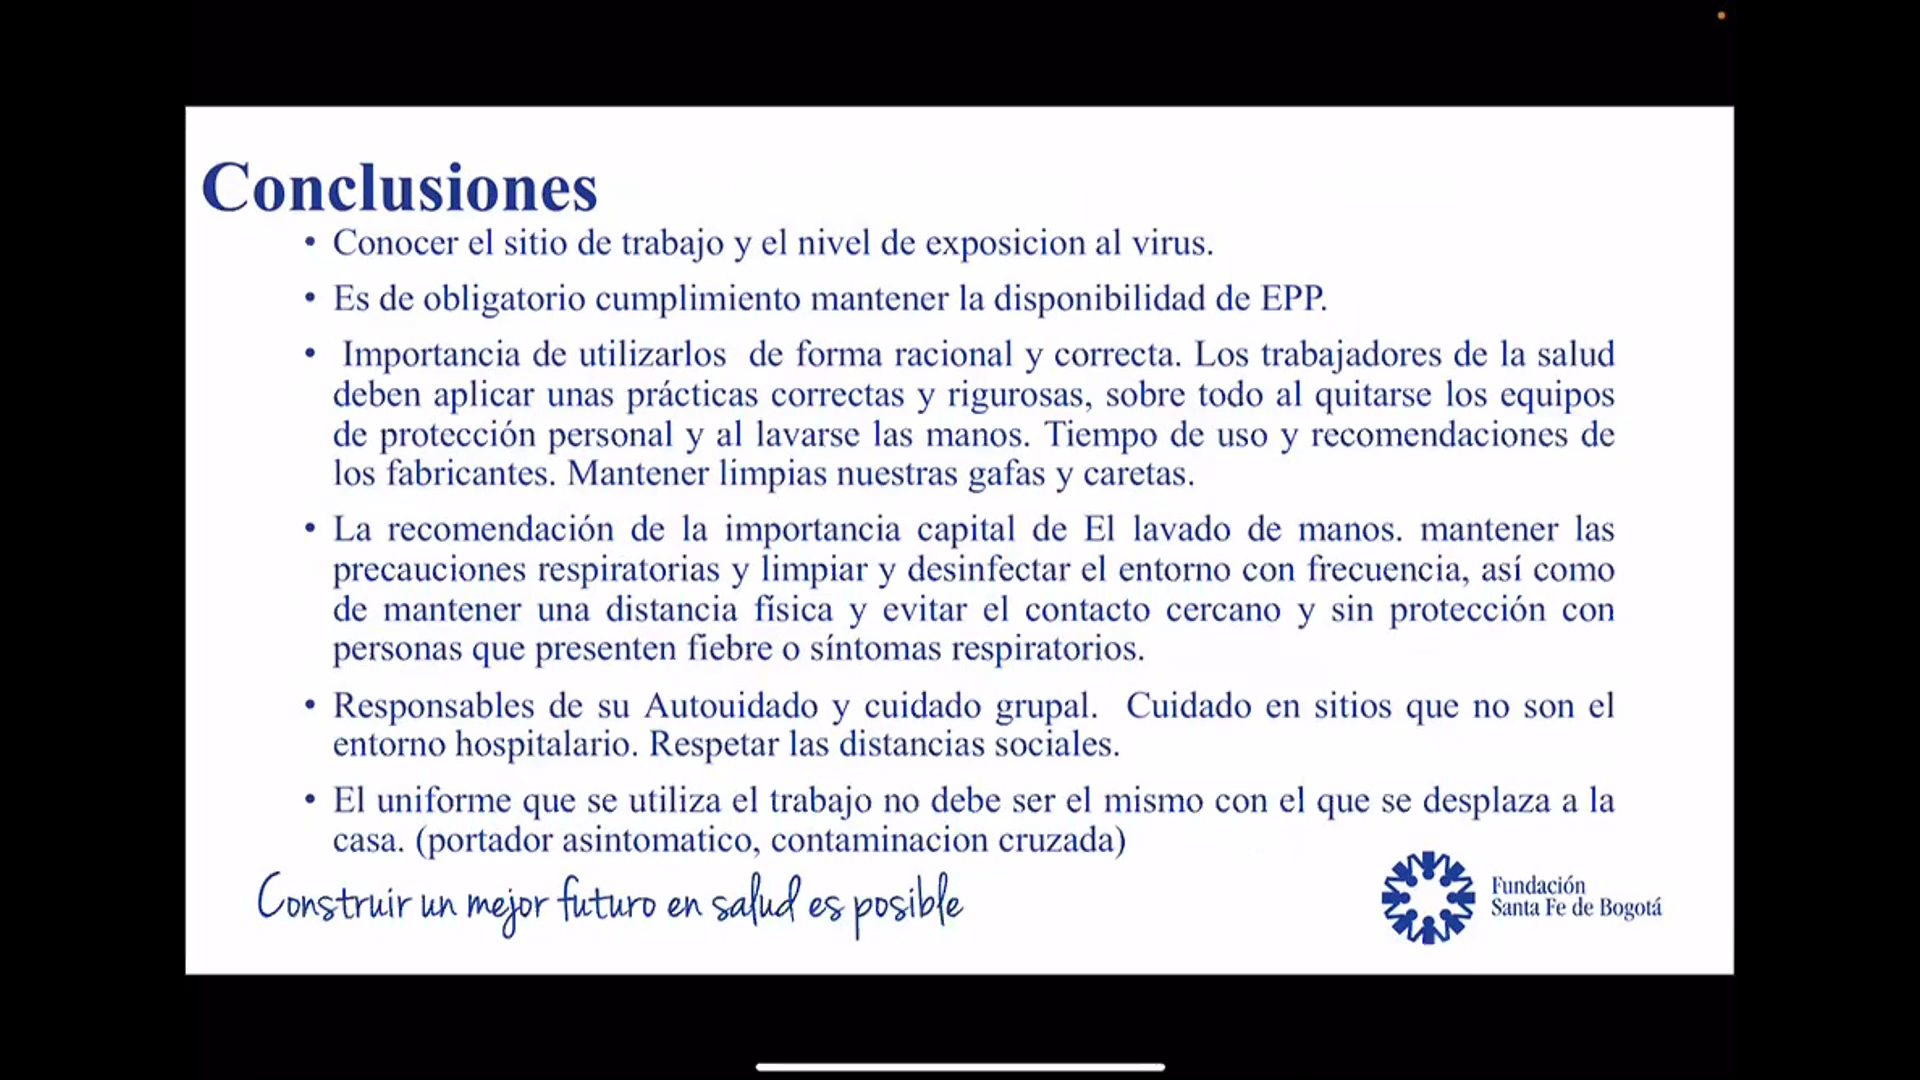 Conclusiones
• Conocer el sitio de trabajo y el nivel de exposicion al virus.
• Es de obligatorio cumplimiento mantener la disponibilidad de EPP.
• Importancia de utilizarlos de forma racional y correcta. Los trabajadores de la salud
deben aplicar unas prácticas correctas y rigurosas, sobre todo al quitarse los equipos
de protección personal y al lavarse las manos. Tiempo de uso y recomendaciones de
los fabricantes. Mantener limpias nuestras gafas y caretas.
• La recomendación de la importancia capital de El lavado de manos. mantener las
precauciones respiratorias y limpiar y desinfectar el entorno con frecuencia, así como
de mantener una distancia física y evitar el contacto cercano y sin protección con
personas que presenten fiebre o síntomas respiratorios.
• Responsables de su Autouidado y cuidado grupal. Cuidado en sitios que no son el
entorno hospitalario. Respetar las distancias sociales.
• El uniforme que se utiliza el trabajo no debe ser el mismo con el que se desplaza a la
casa. (portador asintomatico, contaminacion cruzada)
Construir un mejor futuro en salud es posible
Fundación
Santa Fe de Bogotá